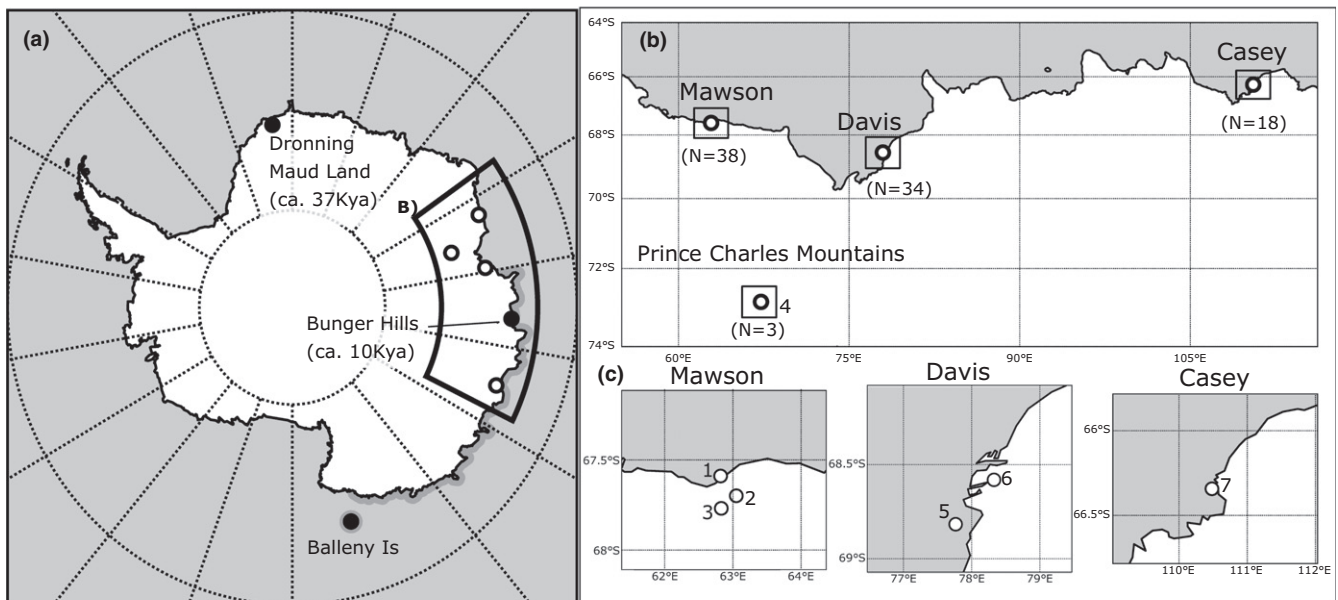 (a)
Dronning
Maud Land
(ca. 37Kya)
B)
Bunger Hills
(ca. 10Kya)
Balleny Is
(b)
64°S
66°S
68°S
70°S
72°S
74°S
Mawson
(N=38)
Davis
(N=34)
Casey
(N=18)
Prince Charles Mountains
4
(N=3)
60°E 75°E 90°E 105°E
(c)
Mawson
67.5°S
68°S
1
2
3
62°E 63°E 64°E
Davis
68.5°S
69°S
6
5
77°E 78°E 79°E
Casey
66°S
66.5°S
7
110°E 111°E 112°E